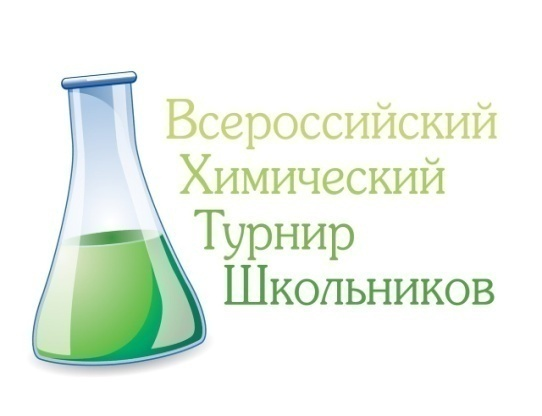 Всероссийский
Химический
Турнир
Школьников